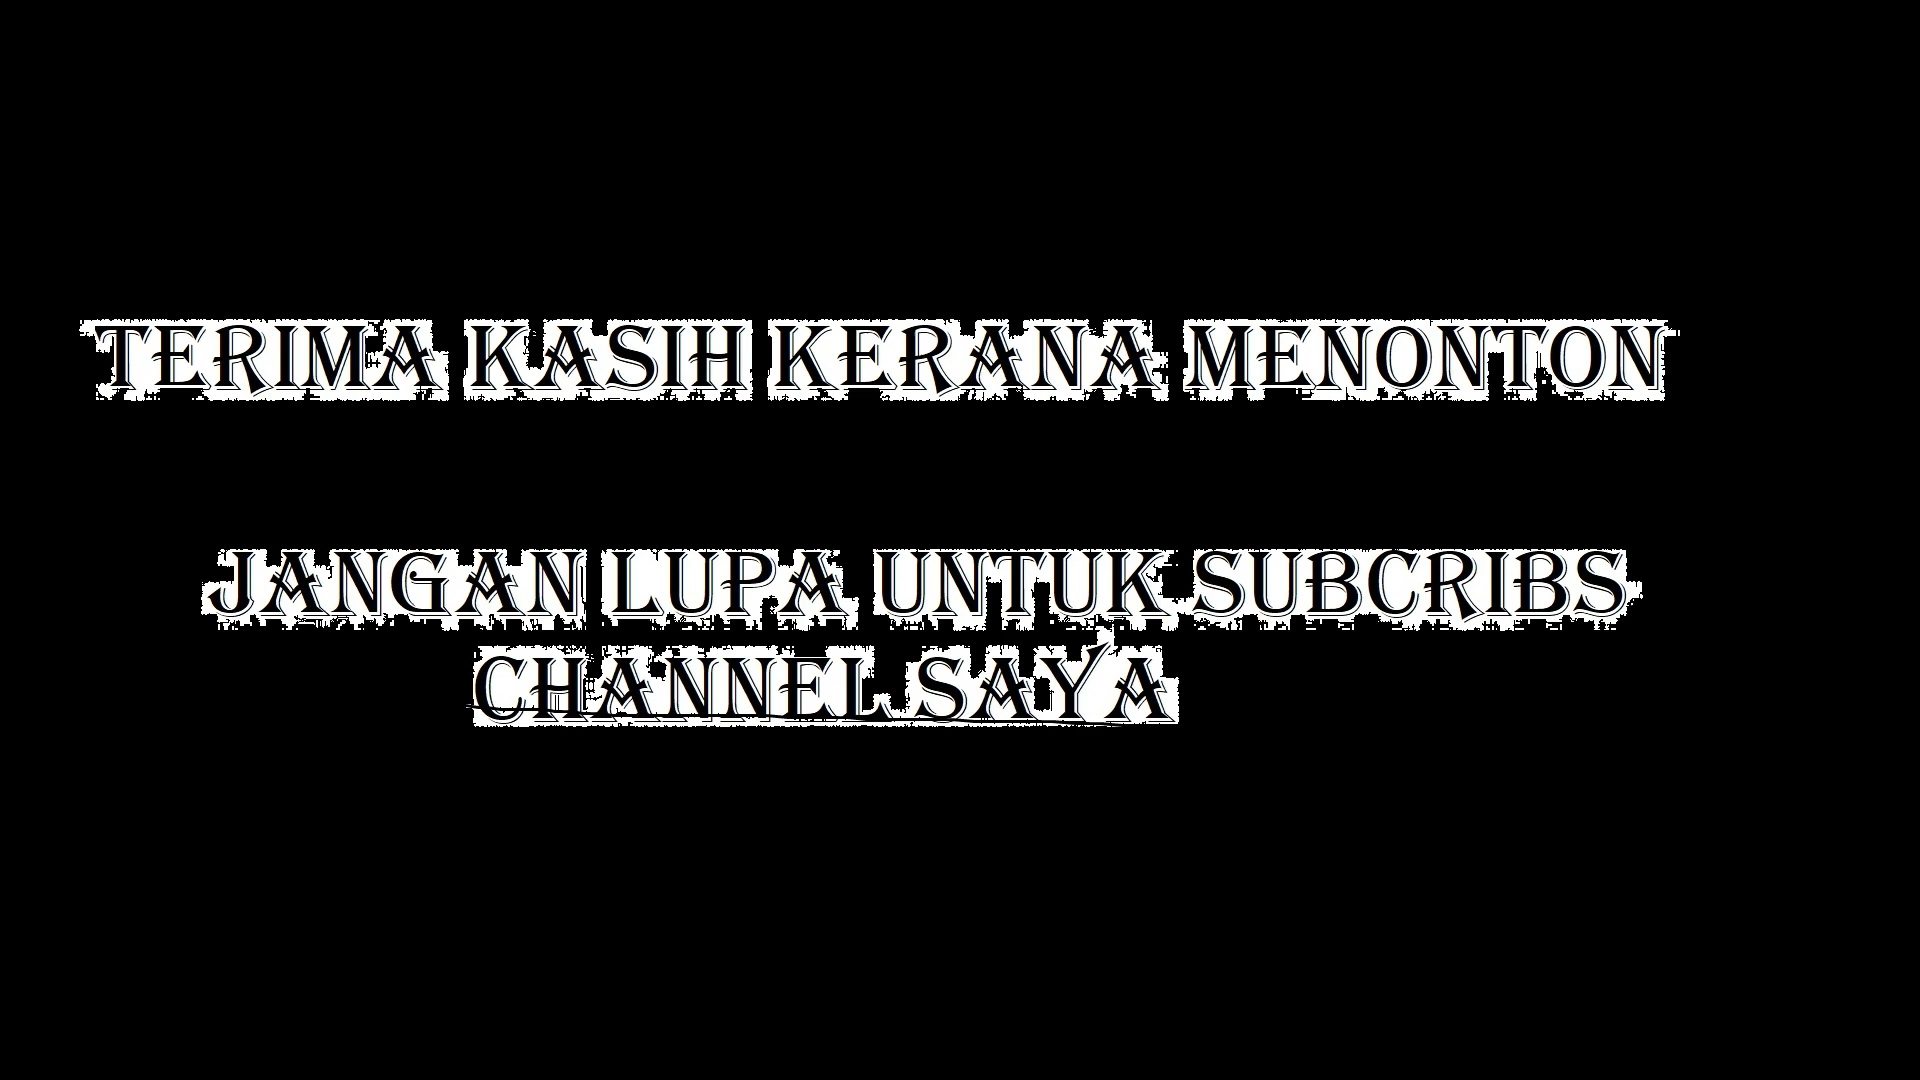 TERIMA KASIH KERANA MENONTON
JANGAN LUPA UNTUK SUBCRIBS
CHANNEL SAYA